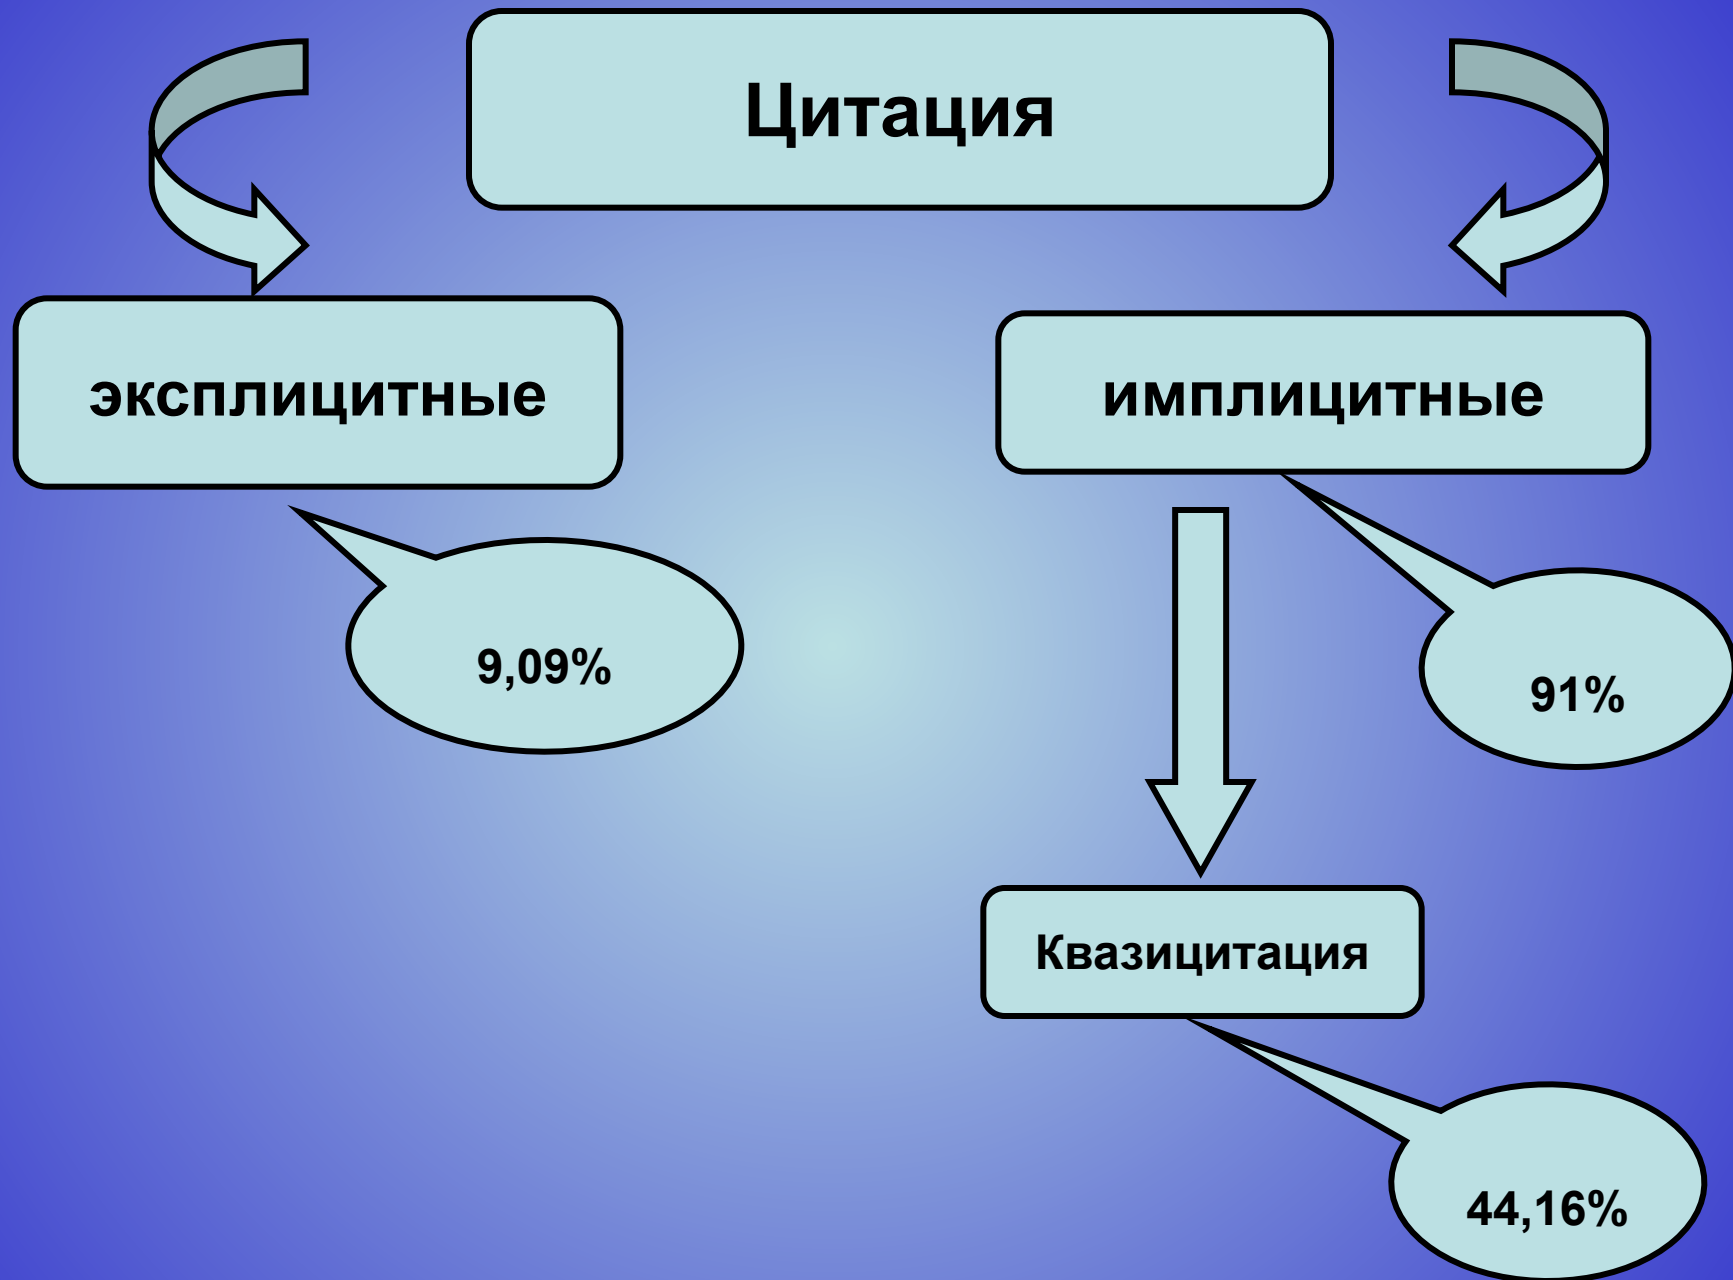 Цитация
эксплицитные
имплицитные
9,09%
91%
Квазицитация
44,16%